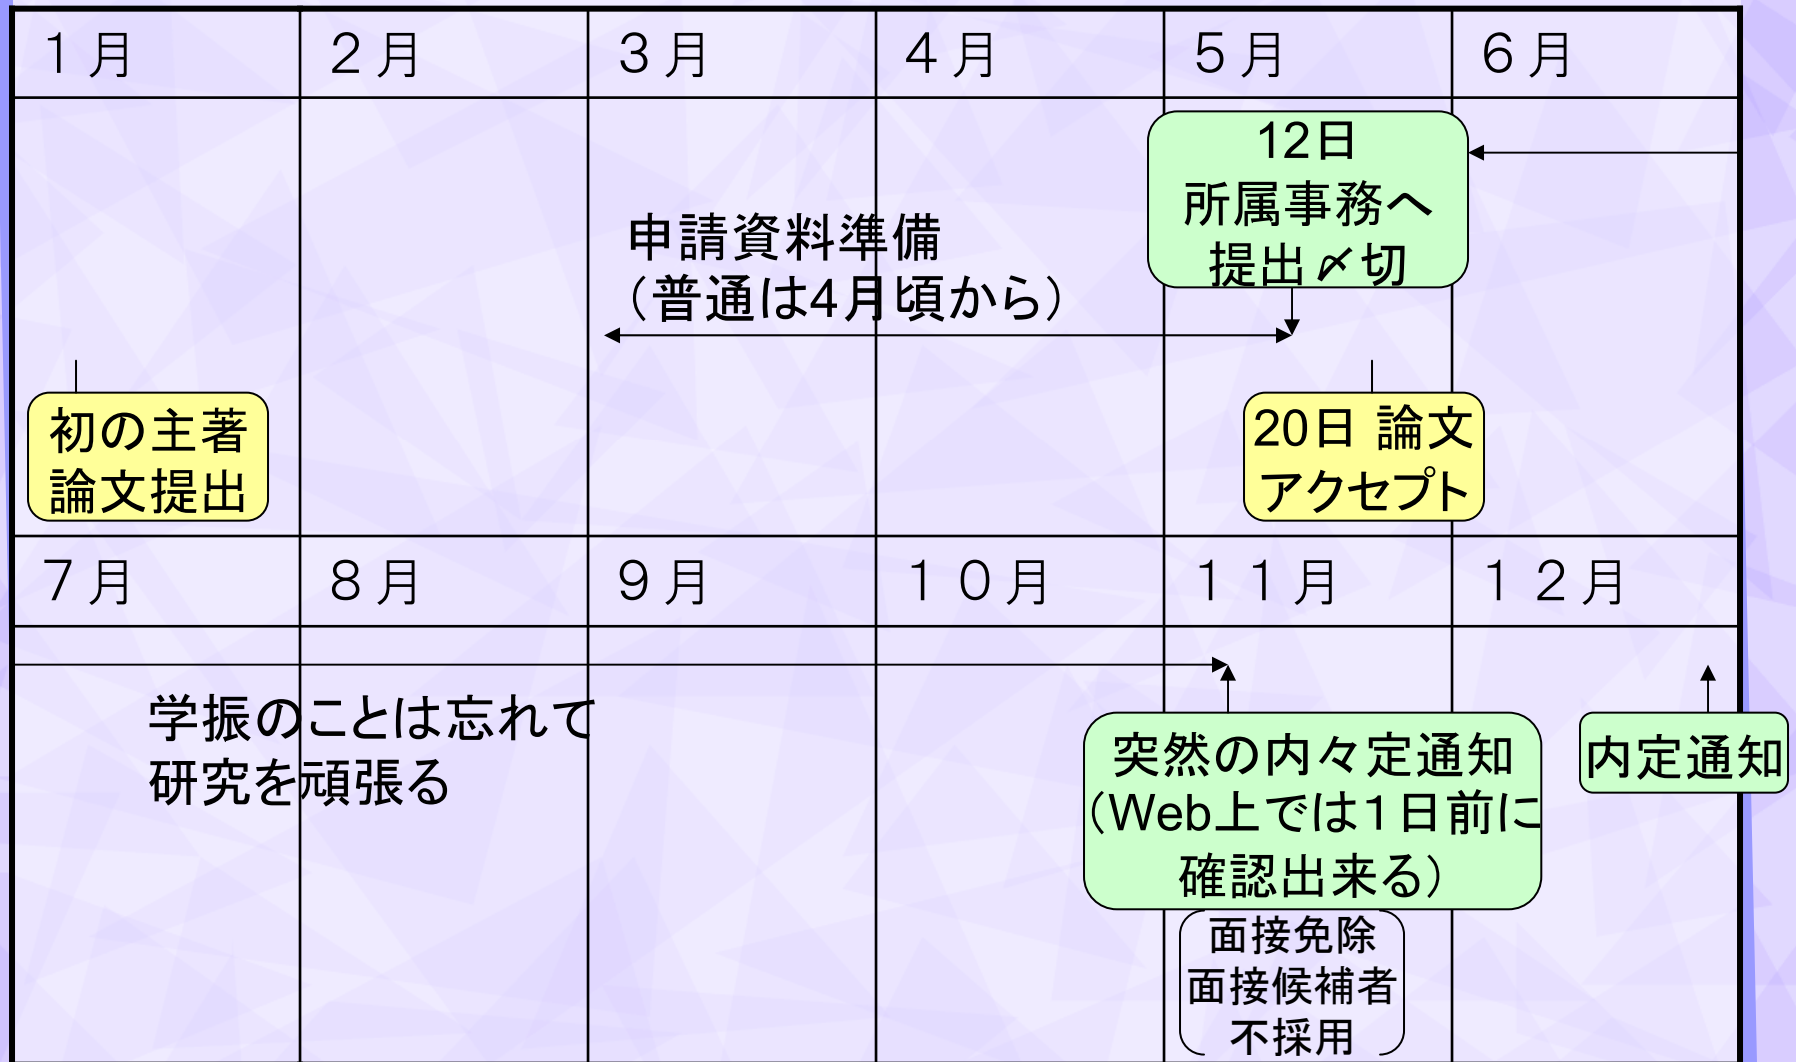 １月
２月
３月
４月
５月
６月
12日
所属事務へ
提出〆切
申請資料準備
（普通は4月頃から）
初の主著
論文提出
20日 論文
アクセプト
７月
８月
９月
１０月
１１月
１２月
学振のことは忘れて
研究を頑張る
突然の内々定通知
（Web上では１日前に
確認出来る）
内定通知
面接免除
面接候補者
不採用